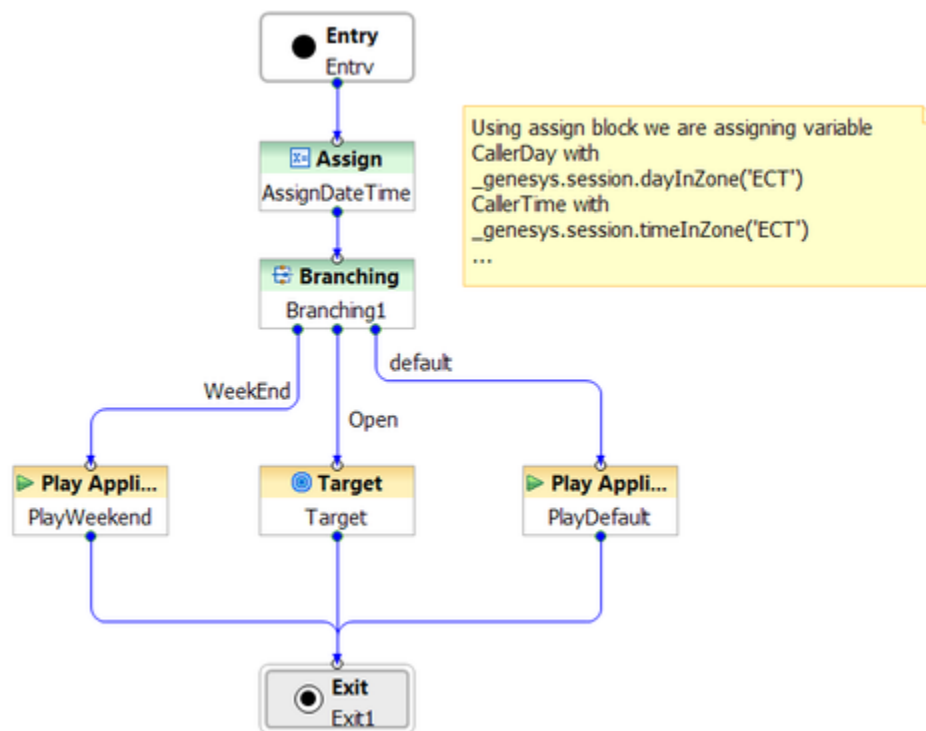 Entry
Entry
Using assign block we are assigning variable
CallerDay with
_genesys.session.dayInZone('ECT')
CallerTime with
_genesys.session.timeInZone('ECT')
...
Assign
AssignDateTime
Branching
Branching1
WeekEnd
Open
default
Play Appli...
PlayWeekend
Target
Target
Play Appli...
PlayDefault
Exit
Exit1